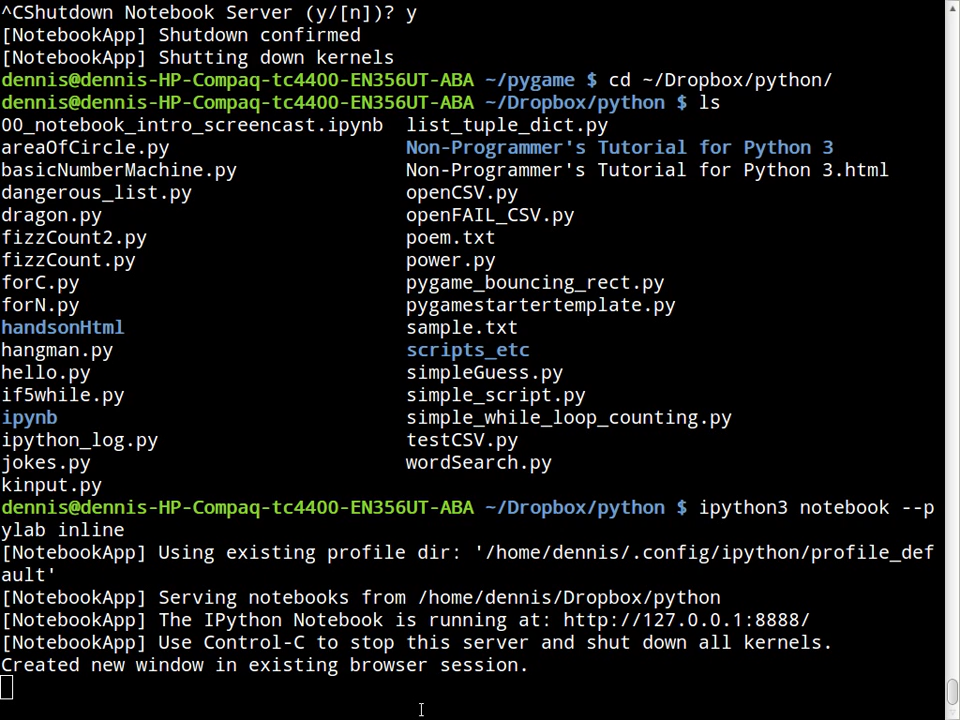 ^CShutdown Notebook Server (y/[n])? y
[NotebookApp] Shutdown confirmed
[NotebookApp] Shutting down kernels
dennis@dennis-HP-Compaq-tc4400-EN356UT-ABA ~/pygame $ cd ~/Dropbox/python/
dennis@dennis-HP-Compaq-tc4400-EN356UT-ABA ~/Dropbox/python $ ls
00_notebook_intro_screencast.ipynb list_tuple_dict.py
areaOfCircle.py Non-Programmer's Tutorial for Python 3
basicNumberMachine.py Non-Programmer's Tutorial for Python 3.html
dangerous_list.py openCSV.py
dragon.py openFAIL_CSV.py
fizzCount2.py poem.txt
fizzCount.py power.py
forC.py pygame_bouncing_rect.py
forN.py pygamestartertemplate.py
handsonHtml sample.txt
hangman.py scripts_etc
hello.py simpleGuess.py
if5while.py simple_script.py
ipynb simple_while_loop_counting.py
ipython_log.py testCSV.py
jokes.py wordSearch.py
kinput.py
dennis@dennis-HP-Compaq-tc4400-EN356UT-ABA ~/Dropbox/python $ ipython3 notebook --p
ylab inline
[NotebookApp] Using existing profile dir: '/home/dennis/.config/ipython/profile_def
ault'
[NotebookApp] Serving notebooks from /home/dennis/Dropbox/python
[NotebookApp] The IPython Notebook is running at: http://127.0.0.1:8888/
[NotebookApp] Use Control-C to stop this server and shut down all kernels.
Created new window in existing browser session.